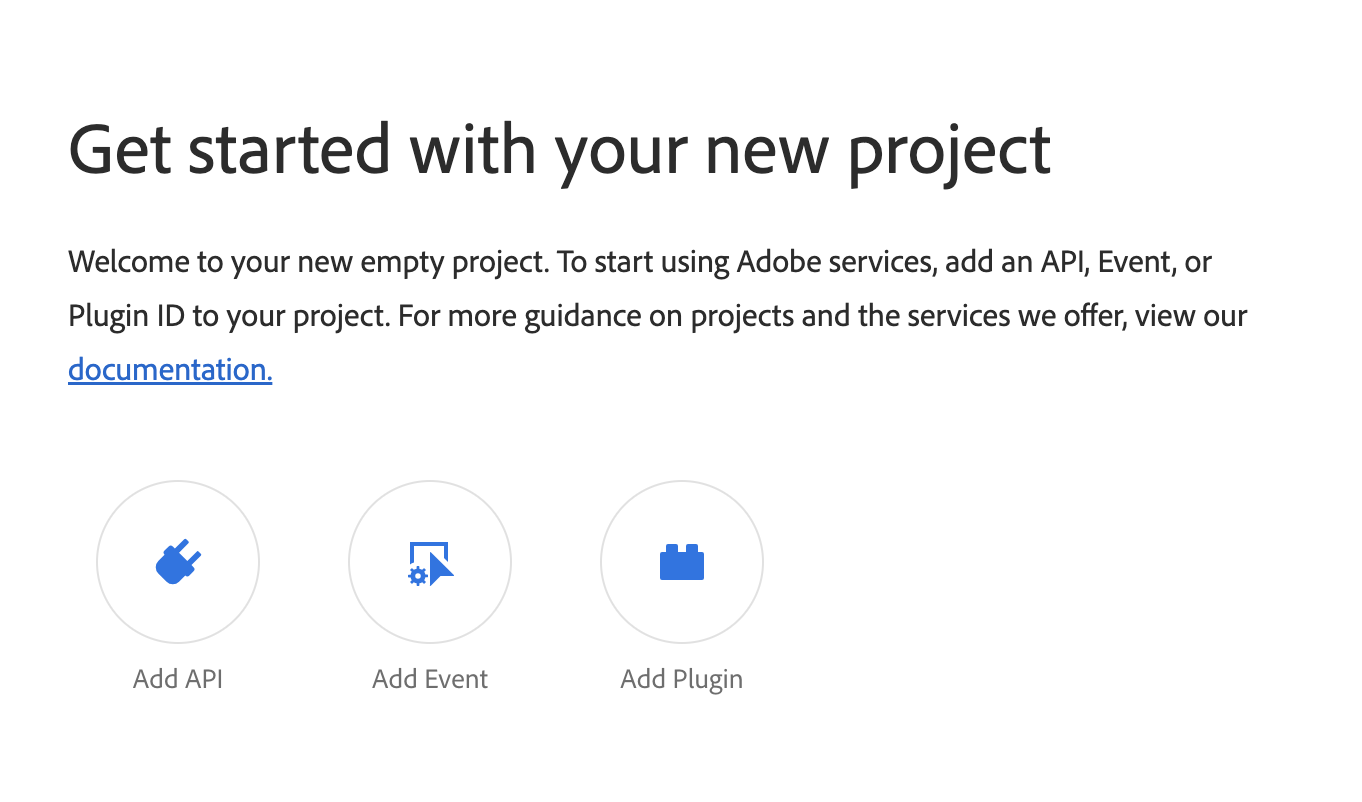 Get started with your new project
Welcome to your new empty project. To start using Adobe services, add an API, Event, or
Plugin ID to your project. For more guidance on projects and the services we offer, view our
documentation.
Add API
Add Event
Add Plugin